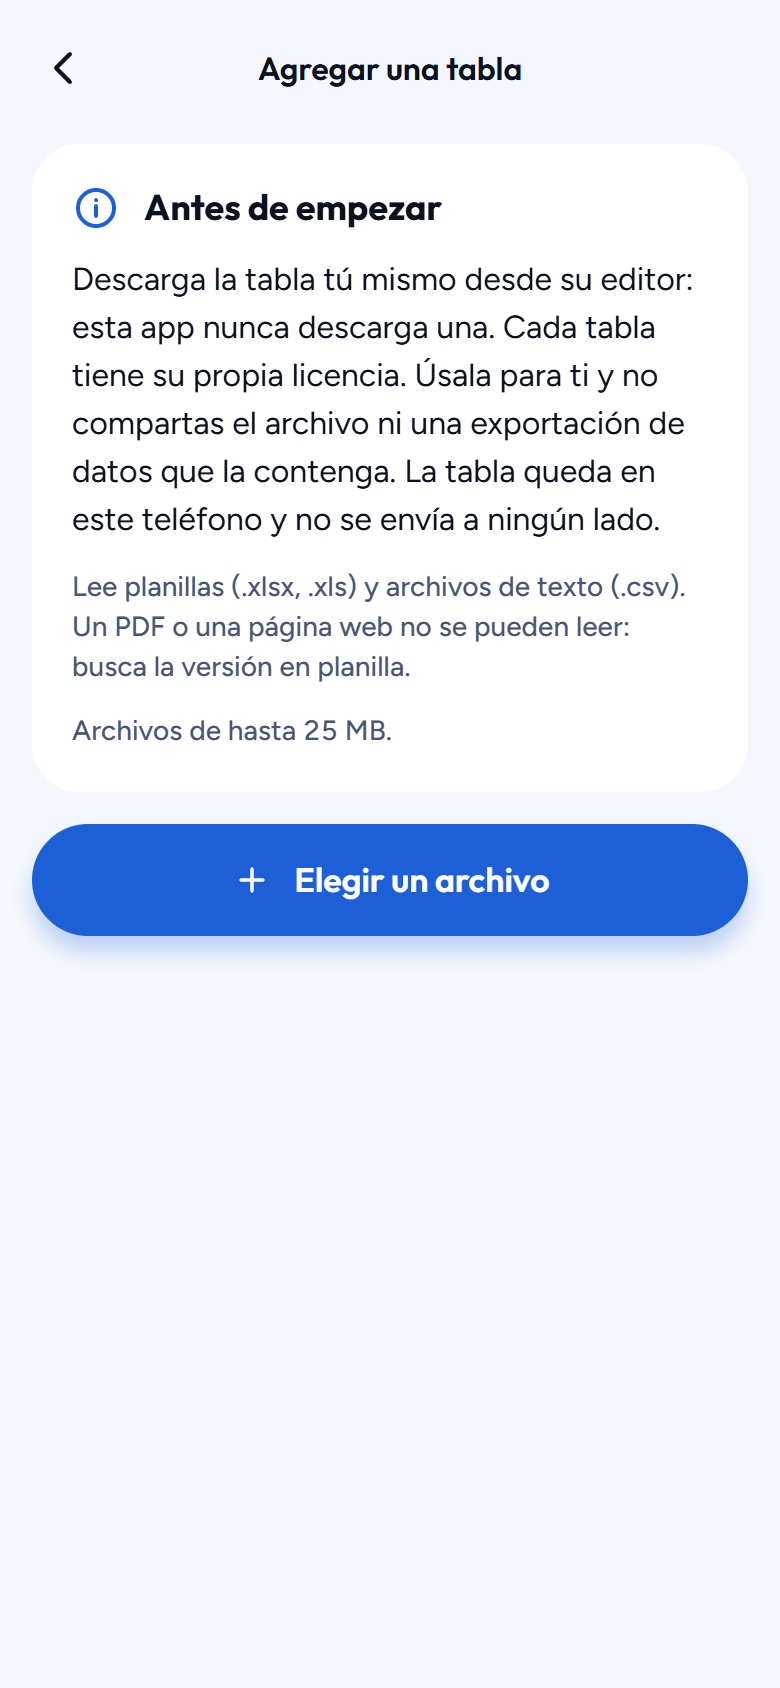 Agregar una tabla
Antes de empezar
Descarga la tabla tú mismo desde su editor:
esta app nunca descarga una. Cada tabla
tiene su propia licencia. Úsala para ti y no
compartas el archivo ni una exportación de
datos que la contenga. La tabla queda en
este teléfono y no se envía a ningún lado.
Lee planillas (.xlsx, .xls) y archivos de texto (.csv).
Un PDF o una página web no se pueden leer:
busca la versión en planilla.
Archivos de hasta 25 MB.
Elegir un archivo